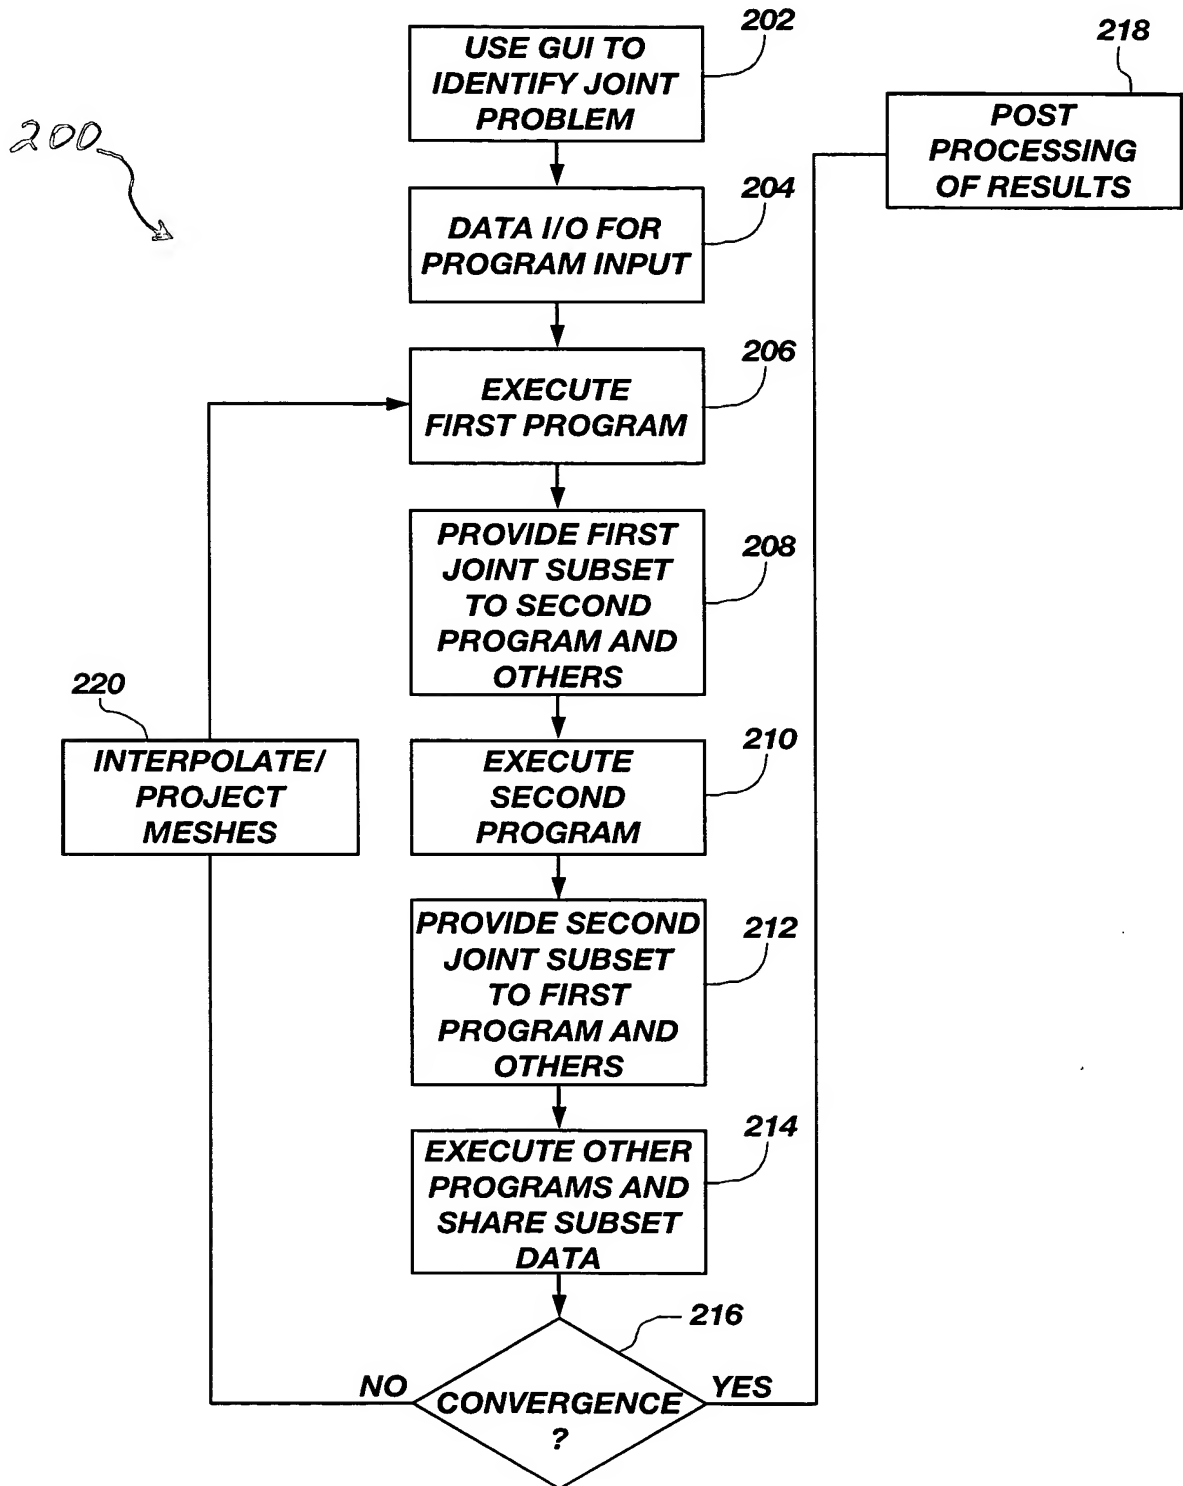 202
USE GUI TO
IDENTIFY JOINT
PROBLEM
218
POST
PROCESSING
OF RESULTS
200
204
DATA I/O FOR
PROGRAM INPUT
206
EXECUTE
FIRST PROGRAM
208
PROVIDE FIRST
JOINT SUBSET
TO SECOND
PROGRAM AND
OTHERS
220
INTERPOLATE/
PROJECT
MESHES
210
EXECUTE
SECOND
PROGRAM
212
PROVIDE SECOND
JOINT SUBSET
TO FIRST
PROGRAM AND
OTHERS
214
EXECUTE OTHER
PROGRAMS AND
SHARE SUBSET
DATA
216
NO
CONVERGENCE
?
YES